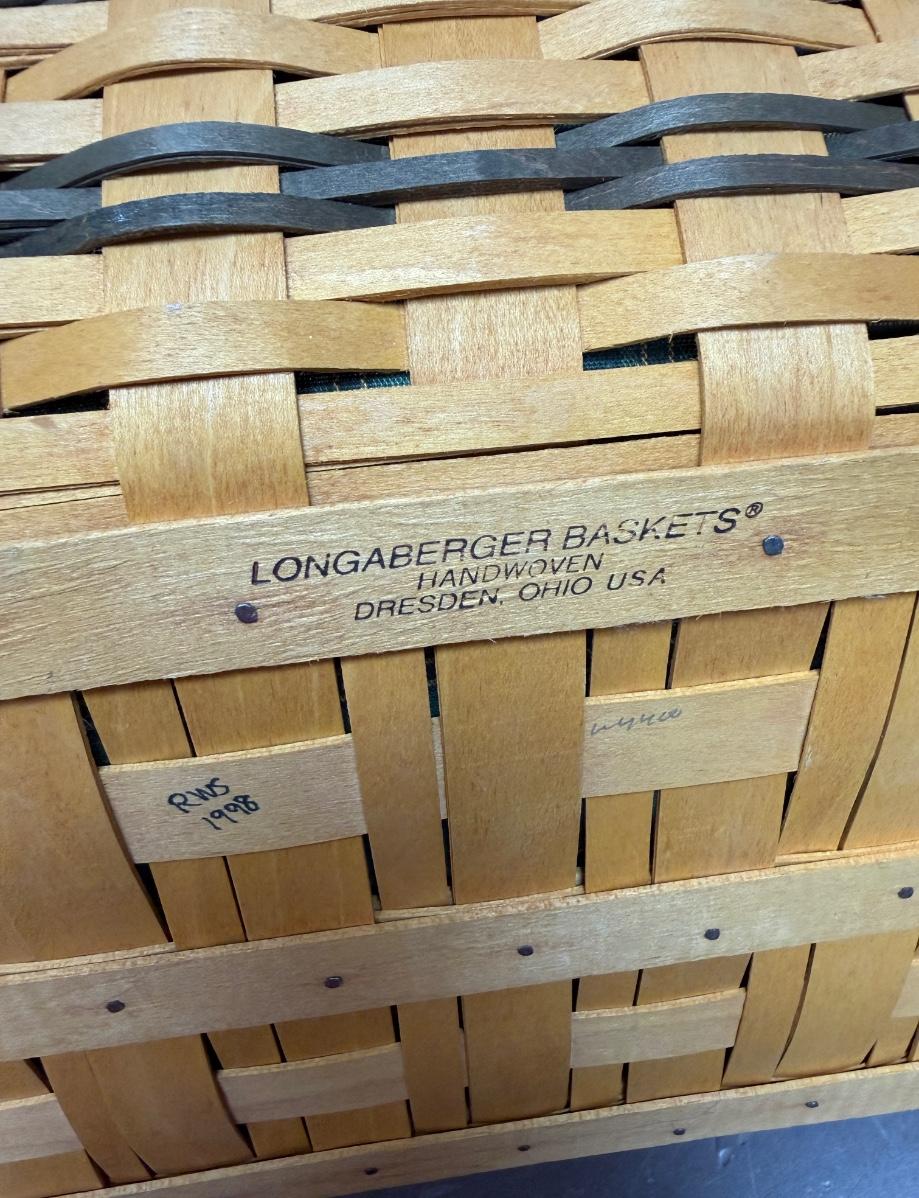 LONGABERGER BASKETS®
HANDWOVEN
DRESDEN, OHIO USA
RWS
1998